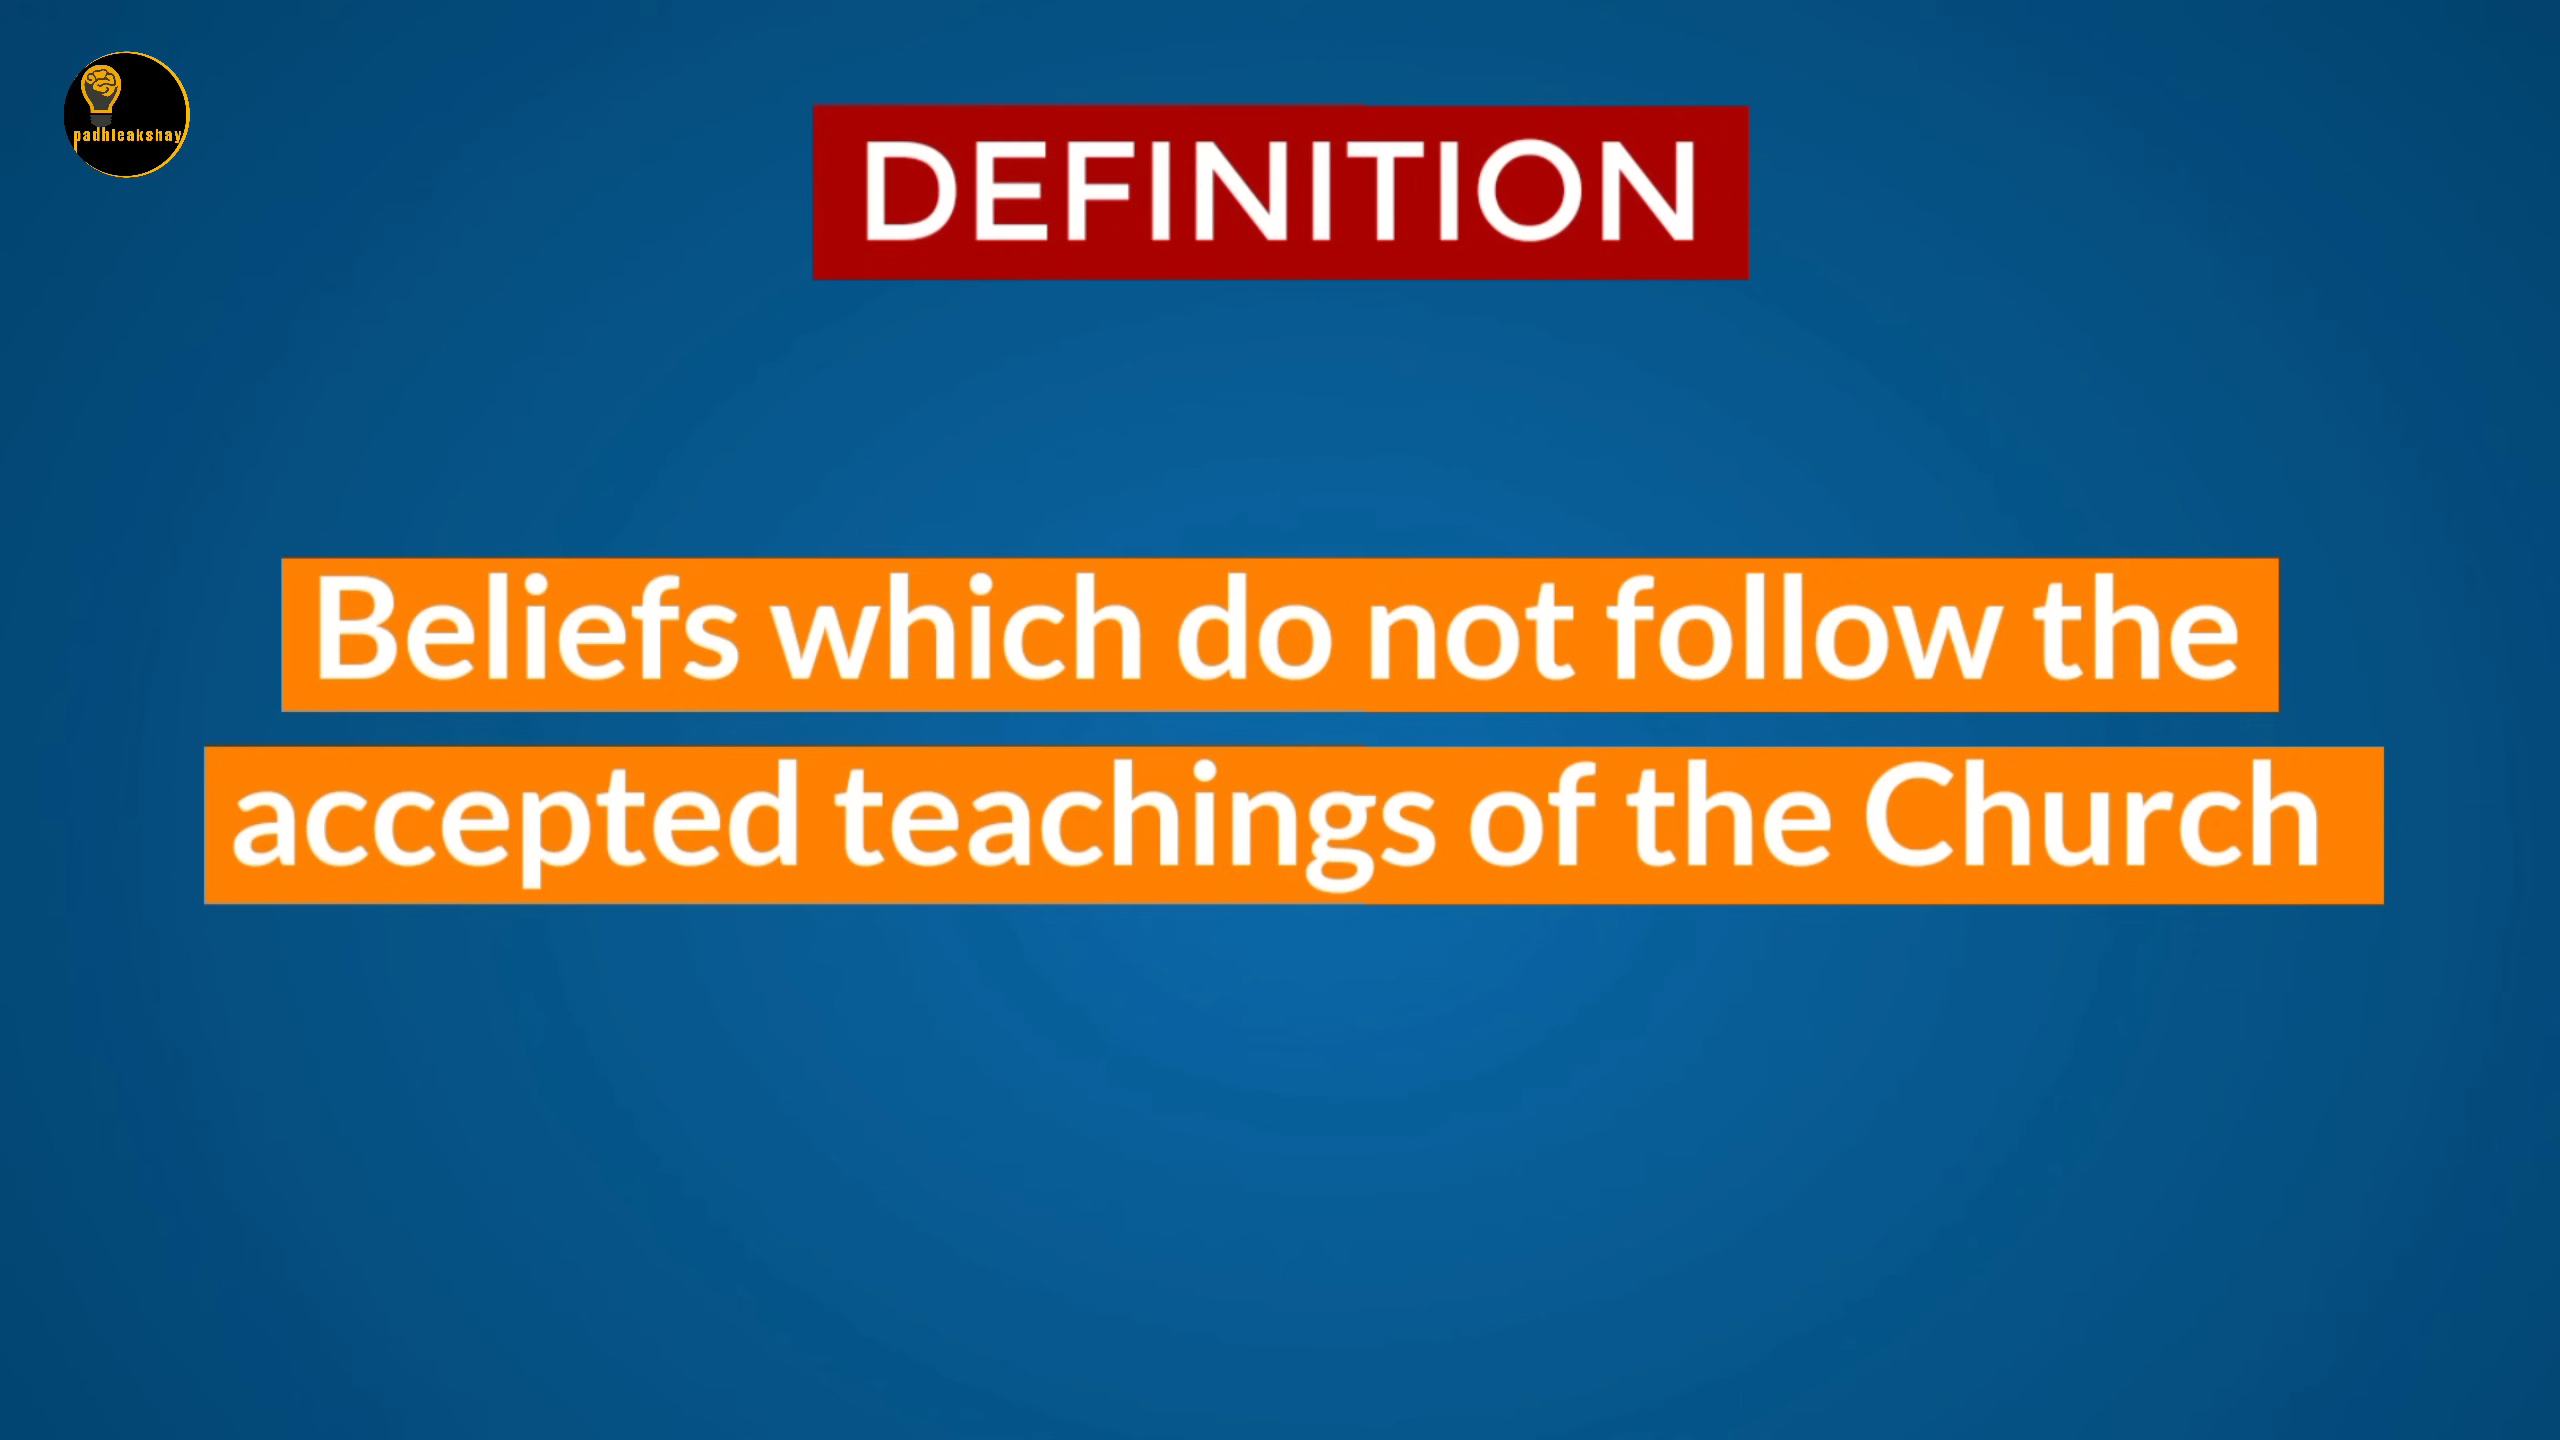 padhleakshay
DEFINITION
Beliefs which do not follow the
accepted teachings of the Church